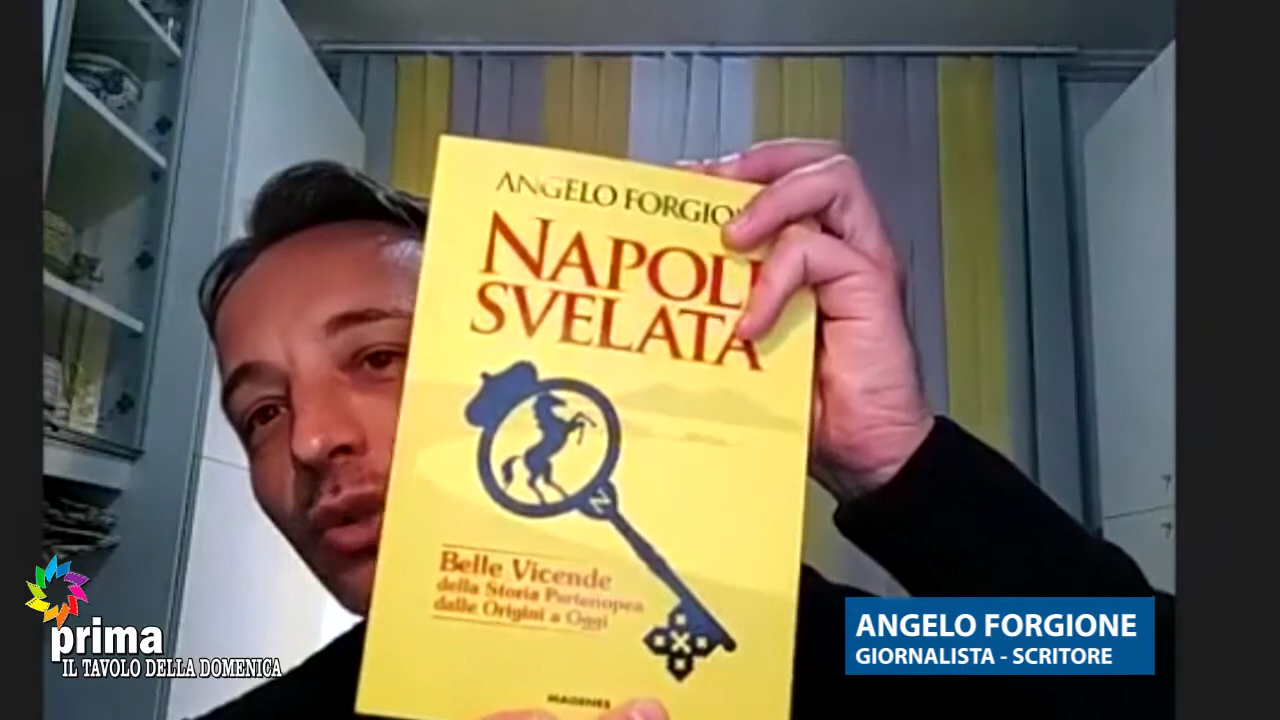 ANGELO FORGIO
NAPOLI
SVELATA
N
Belle Vicende
della Storia Partenopea
dalle Origini a Oggi
MAGENES
prima
IL TAVOLO DELLA DOMENICA
ANGELO FORGIONE
GIORNALISTA - SCRITORE